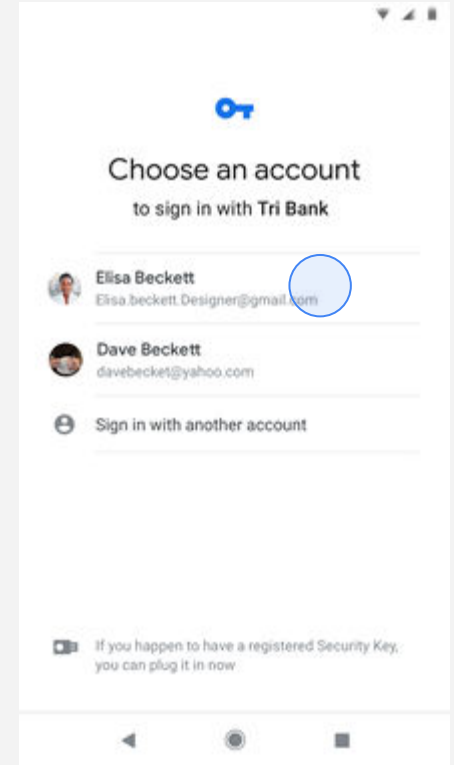 Choose an account
to sign in with Tri Bank
Elisa Beckett
Elisa.beckett.Designer@gmail.com
Dave Beckett
davebecket@yahoo.com
Sign in with another account
If you happen to have a registered Security Key,
you can plug it in now